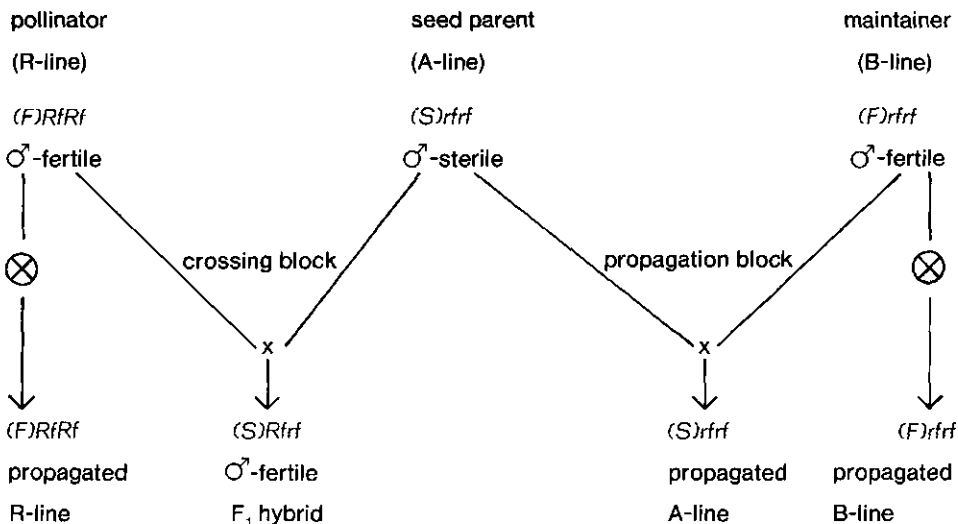 pollinator seed parent maintainer
(R-line) (A-line) (B-line)
(F)RfRf (S)rfrf (F)rfrf
♂-fertile ♂-sterile ♂-fertile
crossing block propagation block
x x
(F)RfRf (S)Rfrf (S)rfrf (F)rfrf
propagated ♂-fertile propagated propagated
R-line F₁ hybrid A-line B-line